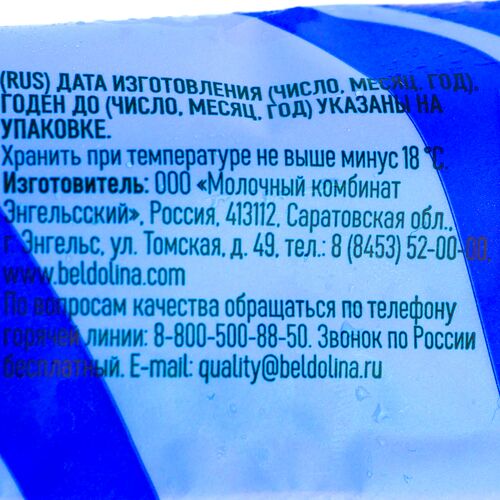 (RUS) ДАТА ИЗГОТОВЛЕНИЯ (ЧИСЛО, МЕСЯЦ, ГОД),
ГОДЕН ДО (ЧИСЛО, МЕСЯЦ, ГОД) УКАЗАНЫ НА
УПАКОВКЕ.
Хранить при температуре не выше минус 18 °С.
Изготовитель: ООО «Молочный комбинат
Энгельсский», Россия, 413112, Саратовская обл.,
г. Энгельс, ул. Томская, д. 49, тел.: 8 (8453) 52-00-00,
www.beldolina.com
По вопросам качества обращаться по телефону
горячей линии: 8-800-500-88-50. Звонок по России
бесплатный. E-mail: quality@beldolina.ru